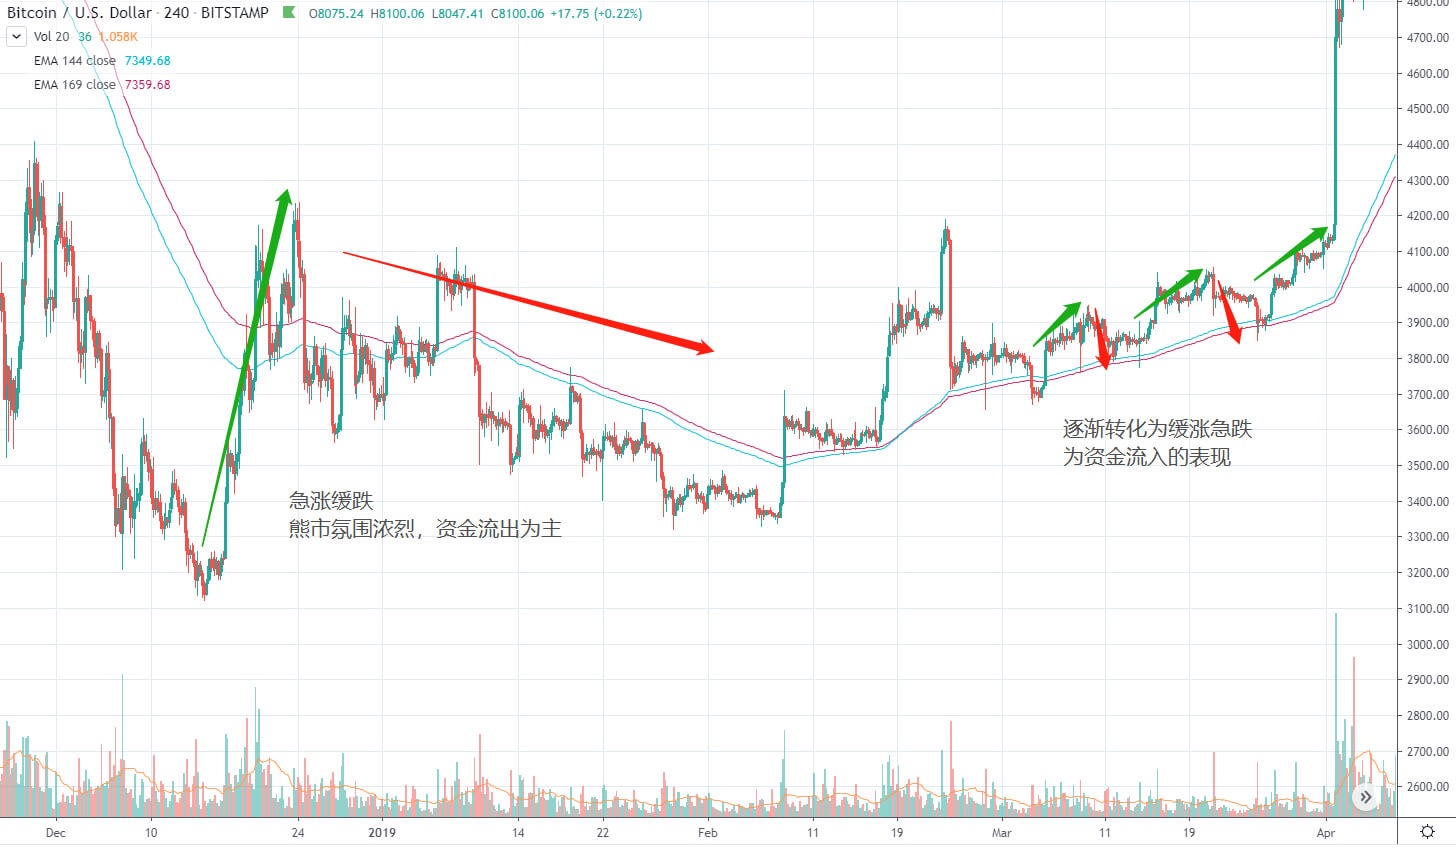 Bitcoin / U.S. Dollar · 240 · BITSTAMP O8075.24 H8100.06 L8047.41 C8100.06 +17.75 (+0.22%)
Vol 20 36 1.058K
EMA 144 close 7349.68
EMA 169 close 7359.68
急涨缓跌
熊市氛围浓烈，资金流出为主
逐渐转化为缓涨急跌
为资金流入的表现
4800.00
4700.00
4600.00
4500.00
4400.00
4300.00
4200.00
4100.00
4000.00
3900.00
3800.00
3700.00
3600.00
3500.00
3400.00
3300.00
3200.00
3100.00
3000.00
2900.00
2800.00
2700.00
2600.00
Dec 10 24 2019 14 22 Feb 11 19 Mar 11 19 Apr